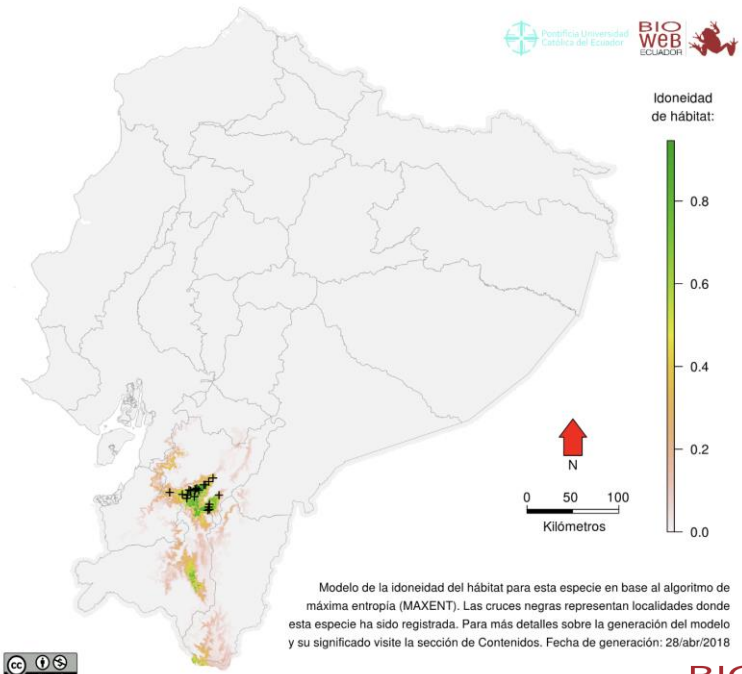 Pontificia Universidad
Católica del Ecuador
BIO
WeB
ECUADOR
Idoneidad
de hábitat:
0.8
0.6
0.4
0.2
0.0
N
0 50 100
Kilómetros
Modelo de la idoneidad del hábitat para esta especie en base al algoritmo de
máxima entropía (MAXENT). Las cruces negras representan localidades donde
esta especie ha sido registrada. Para más detalles sobre la generación del modelo
y su significado visite la sección de Contenidos. Fecha de generación: 28/abr/2018
cc
BIO